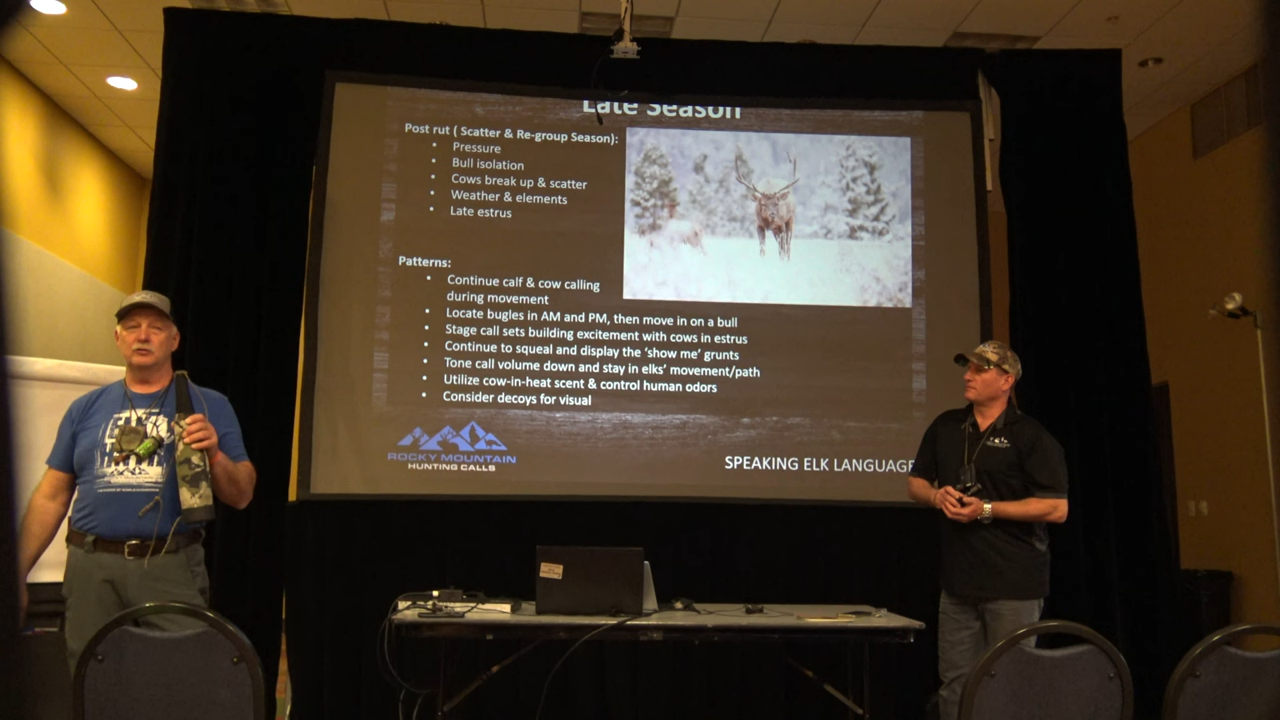 Late Season
Post rut ( Scatter & Re-group Season):
• Pressure
• Bull isolation
• Cows break up & scatter
• Weather & elements
• Late estrus
Patterns:
• Continue calf & cow calling
during movement
• Locate bugles in AM and PM, then move in on a bull
• Stage call sets building excitement with cows in estrus
• Continue to squeal and display the ‘show me’ grunts
• Tone call volume down and stay in elks’ movement/path
• Utilize cow-in-heat scent & control human odors
• Consider decoys for visual
ROCKY MOUNTAIN
HUNTING CALLS
SPEAKING ELK LANGUAGE